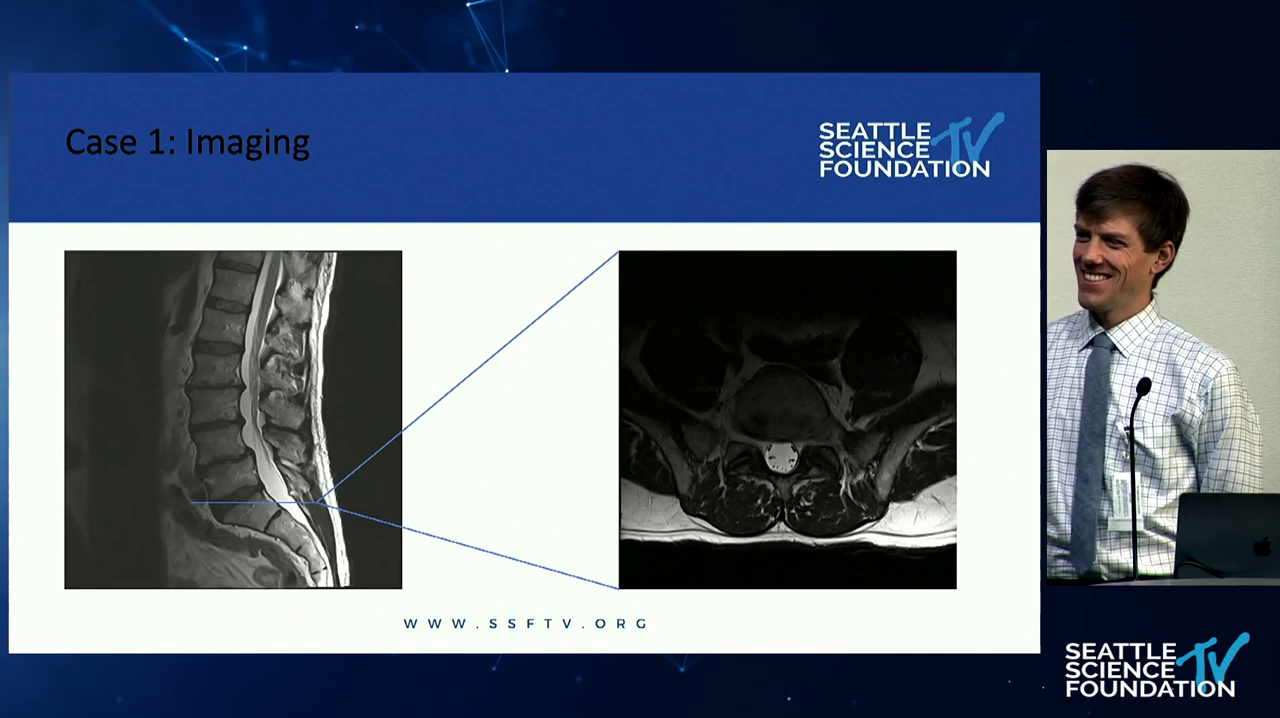 Case 1: Imaging
SEATTLE
SCIENCE TV
FOUNDATION
WWW.SSFTV.ORG
SEATTLE
SCIENCE TV
FOUNDATION